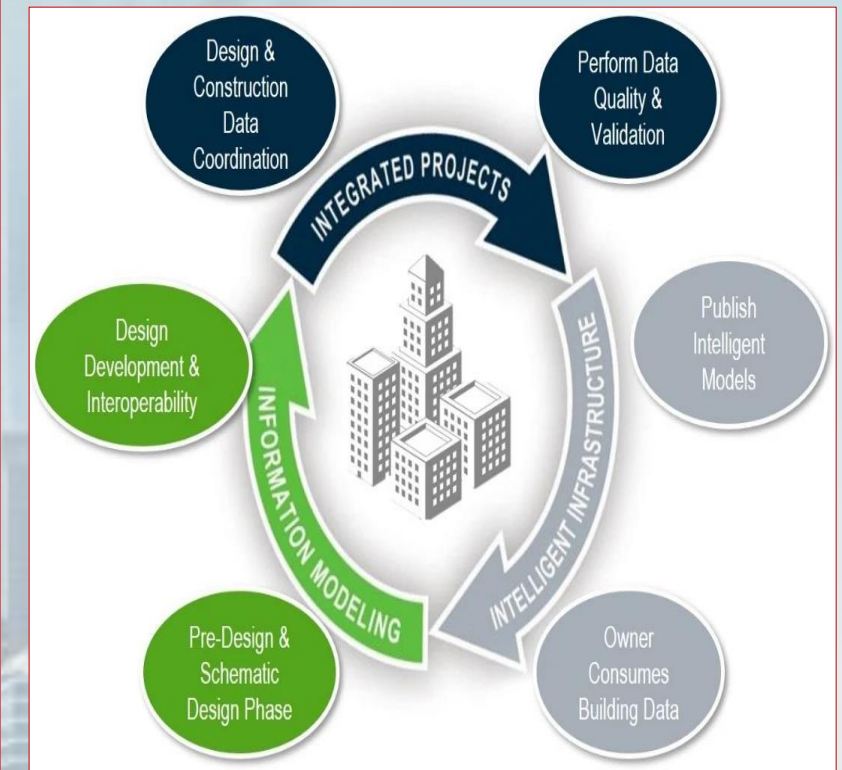 Design &
Construction
Data
Coordination
Perform Data
Quality &
Validation
INTEGRATED PROJECTS
Design
Development &
Interoperability
Publish
Intelligent
Models
INFORMATION MODELING
INTELLIGENT INFRASTRUCTURE
Pre-Design &
Schematic
Design Phase
Owner
Consumes
Building Data